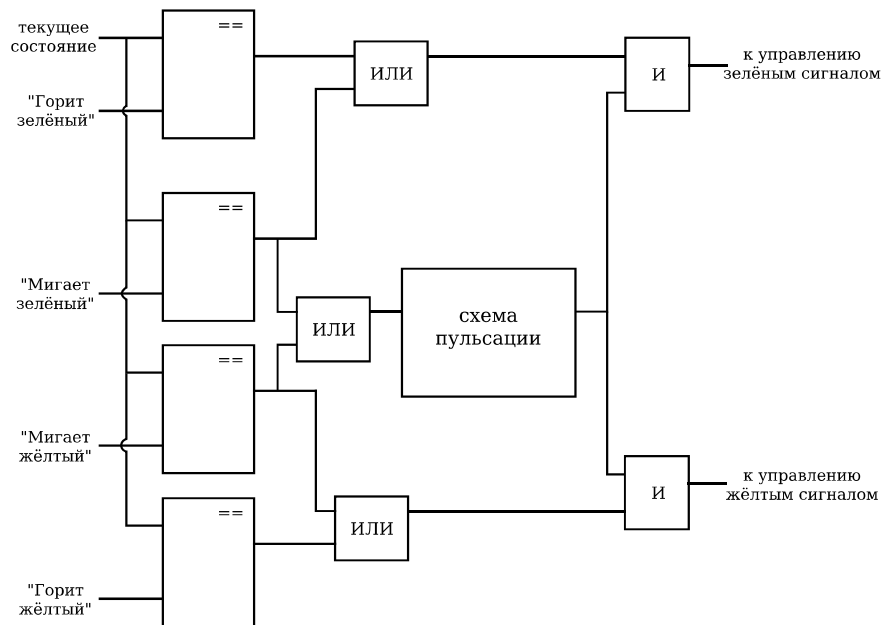 текущее
состояние
==
"Горит
зелёный"
ИЛИ
И
к управлению
зелёным сигналом
==
"Мигает
зелёный"
ИЛИ
схема
пульсации
==
"Мигает
жёлтый"
И
к управлению
жёлтым сигналом
==
ИЛИ
"Горит
жёлтый"